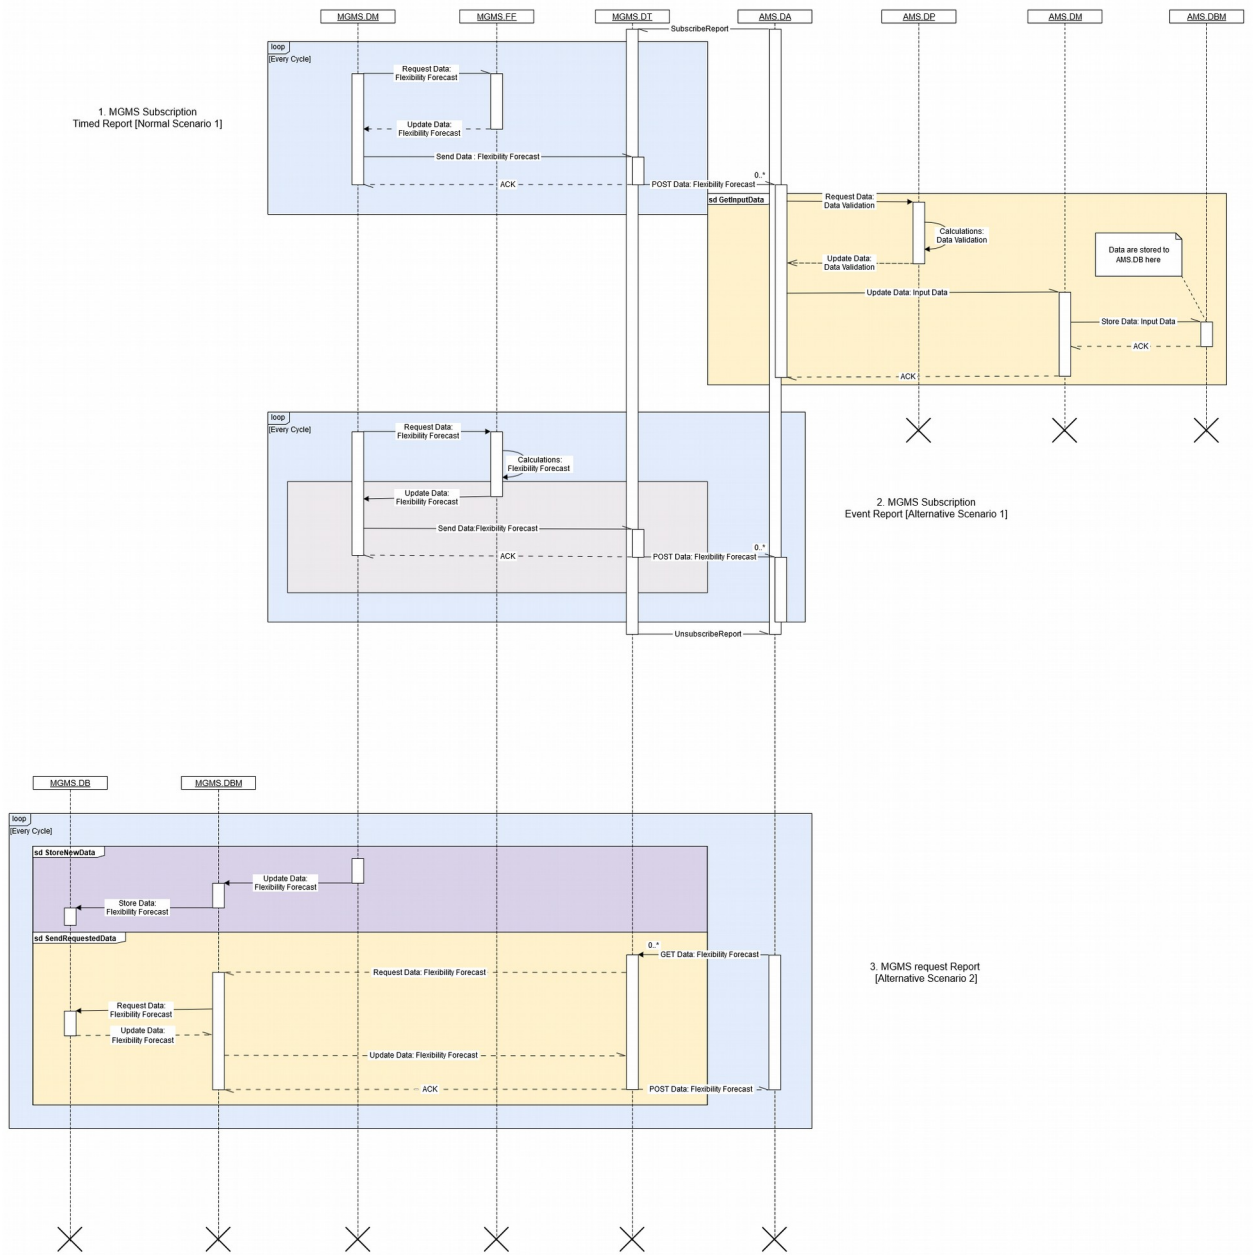 MGMS.DM
MGMS.FF
MGMS.DT
AMS.DA
AMS.DP
AMS.DM
AMS.DBM
SubscribeReport
loop
[Every Cycle]
Request Data:
Flexibility Forecast
1. MGMS Subscription
Timed Report [Normal Scenario 1]
Update Data:
Flexibility Forecast
Send Data : Flexibility Forecast
0..*
ACK
POST Data: Flexibility Forecast
sd GetInputData
Request Data:
Data Validation
Calculations:
Data Validation
Data are stored to
AMS.DB here
Update Data:
Data Validation
Update Data: Input Data
Store Data: Input Data
ACK
ACK
loop
[Every Cycle]
Request Data:
Flexibility Forecast
Calculations:
Flexibility Forecast
Update Data:
Flexibility Forecast
2. MGMS Subscription
Event Report [Alternative Scenario 1]
Send Data:Flexibility Forecast
0..*
ACK
POST Data: Flexibility Forecast
UnsubscribeReport
MGMS.DB
MGMS.DBM
loop
[Every Cycle]
sd StoreNewData
Update Data:
Flexibility Forecast
Store Data:
Flexibility Forecast
sd SendRequestedData
0..*
GET Data: Flexibility Forecast
Request Data: Flexibility Forecast
3. MGMS request Report
[Alternative Scenario 2]
Request Data:
Flexibility Forecast
Update Data:
Flexibility Forecast
Update Data: Flexibility Forecast
ACK
POST Data: Flexibility Forecast